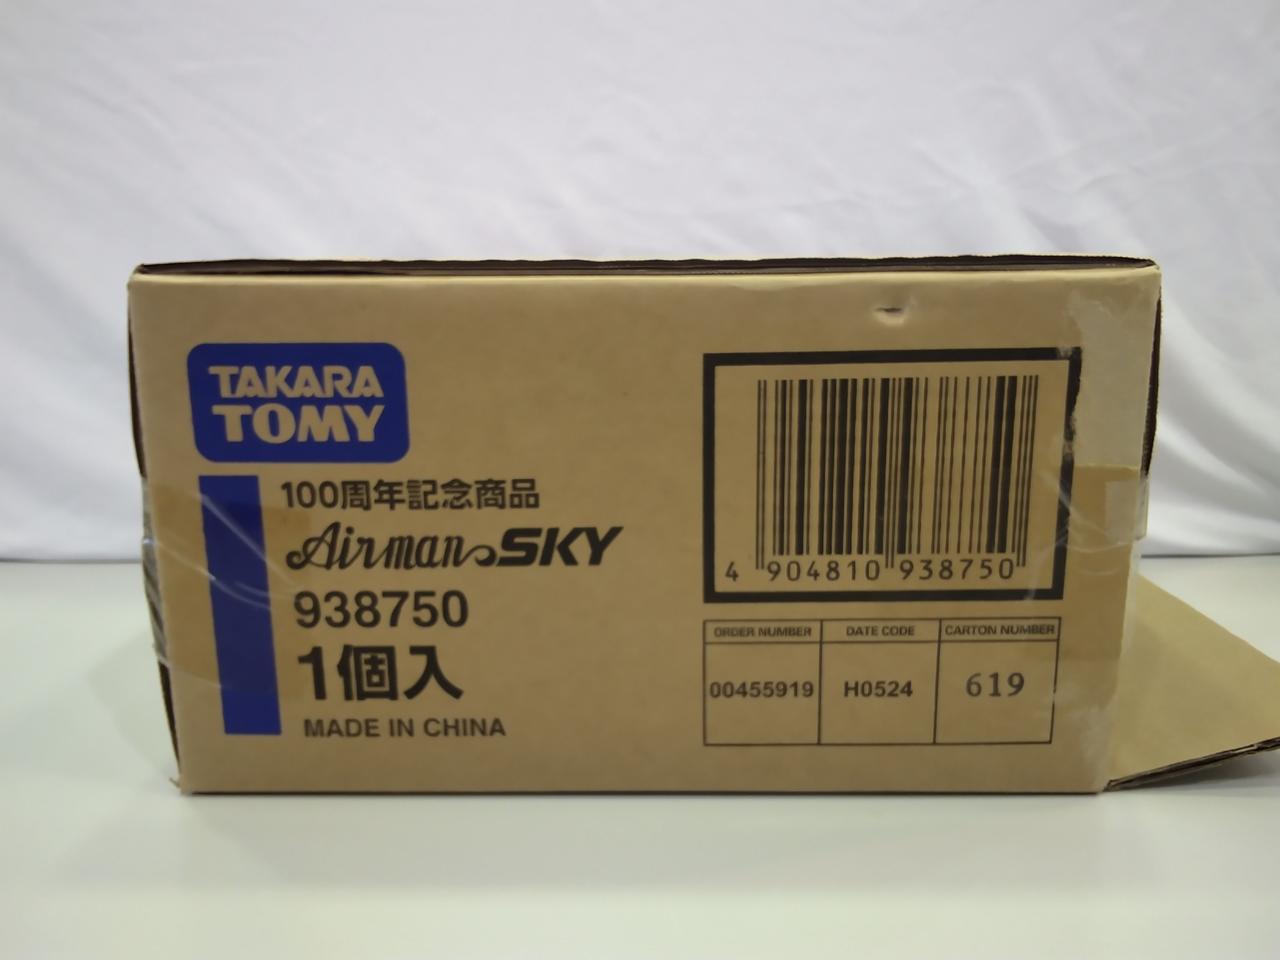 TAKARA
TOMY
100周年記念商品
Airman SKY
938750
1個入
MADE IN CHINA
4 904810 938750
ORDER NUMBER DATE CODE CARTON NUMBER
00455919 H0524 619